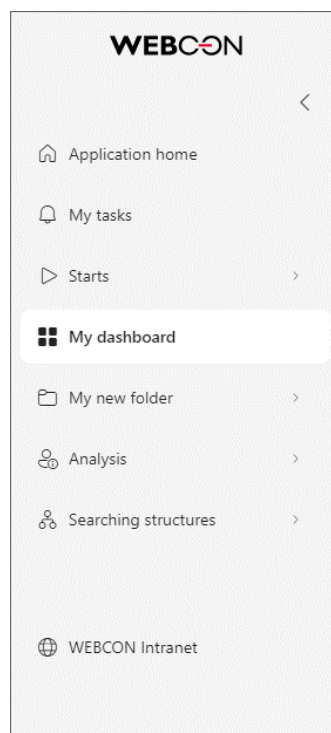 WEBCON
Application home
My tasks
Starts
My dashboard
My new folder
Analysis
Searching structures
WEBCON Intranet